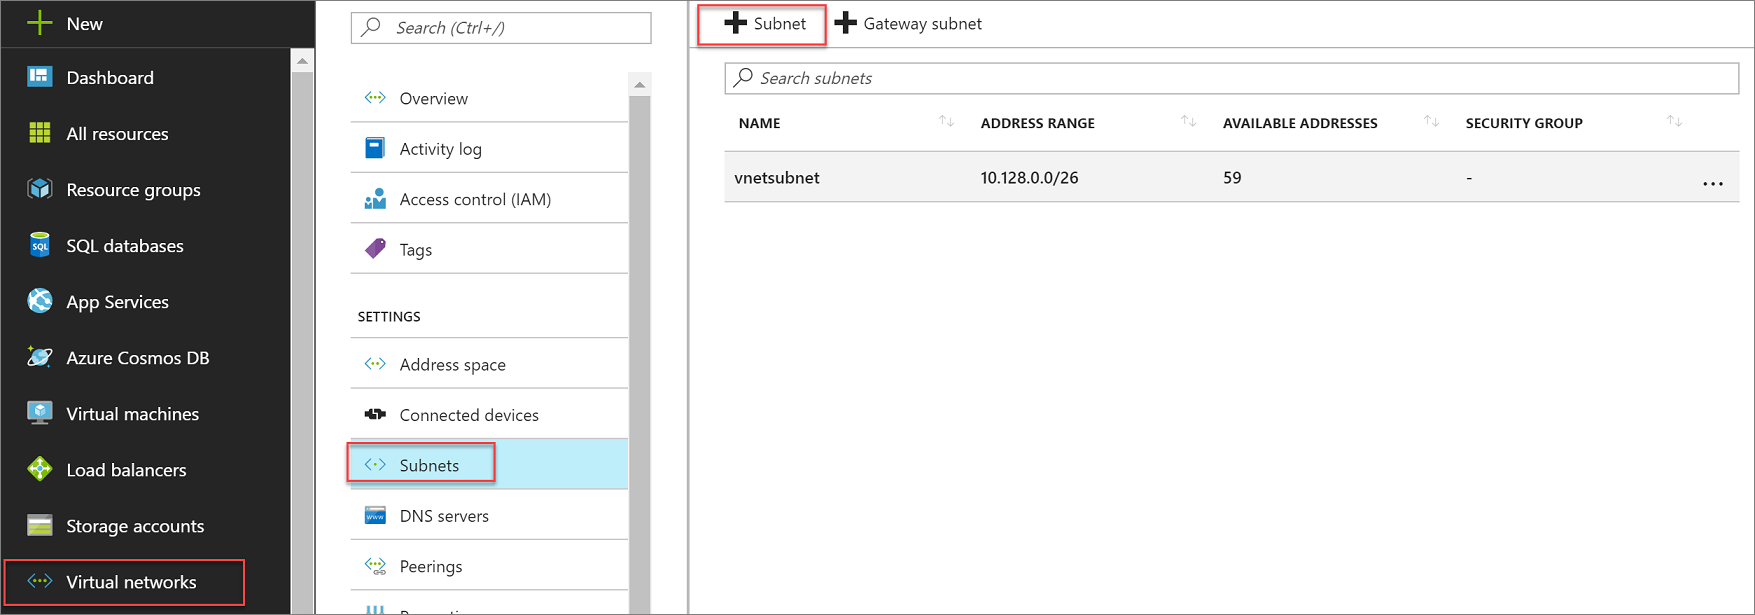 New
Dashboard
All resources
Resource groups
SQL
SQL databases
App Services
Azure Cosmos DB
Virtual machines
Load balancers
Storage accounts
Virtual networks
Search (Ctrl+/)
Overview
Activity log
Access control (IAM)
Tags
SETTINGS
Address space
Connected devices
Subnets
www
DNS servers
Peerings
Subnet
Gateway subnet
Search subnets
NAME ADDRESS RANGE AVAILABLE ADDRESSES SECURITY GROUP
vnetsubnet 10.128.0.0/26 59 - ...